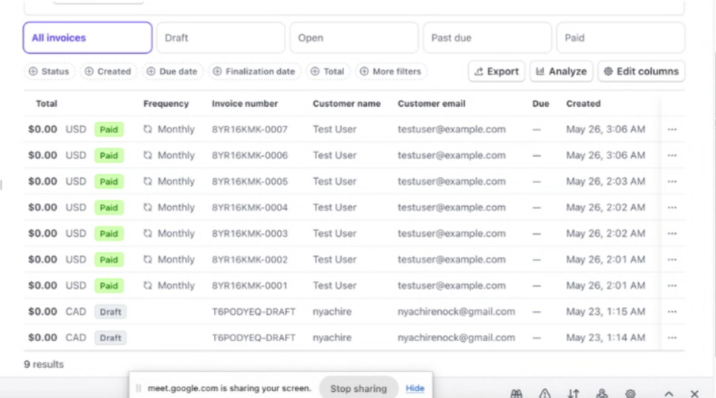 All invoices Draft Open Past due Paid
Status Created Due date Finalization date Total More filters Export Analyze Edit columns
Total Frequency Invoice number Customer name Customer email Due Created
$0.00 USD Paid Monthly 8YR16KMK-0007 Test User testuser@example.com — May 26, 3:06 AM ...
$0.00 USD Paid Monthly 8YR16KMK-0006 Test User testuser@example.com — May 26, 3:06 AM ...
$0.00 USD Paid Monthly 8YR16KMK-0005 Test User testuser@example.com — May 26, 2:03 AM ...
$0.00 USD Paid Monthly 8YR16KMK-0004 Test User testuser@example.com — May 26, 2:02 AM ...
$0.00 USD Paid Monthly 8YR16KMK-0003 Test User testuser@example.com — May 26, 2:02 AM ...
$0.00 USD Paid Monthly 8YR16KMK-0002 Test User testuser@example.com — May 26, 2:01 AM ...
$0.00 USD Paid Monthly 8YR16KMK-0001 Test User testuser@example.com — May 26, 2:01 AM ...
$0.00 CAD Draft T6PODYEQ-DRAFT nyachire nyachirenock@gmail.com — May 23, 1:15 AM ...
$0.00 CAD Draft T6PODYEQ-DRAFT nyachire nyachirenock@gmail.com — May 23, 1:14 AM ...
9 results
meet.google.com is sharing your screen. Stop sharing Hide